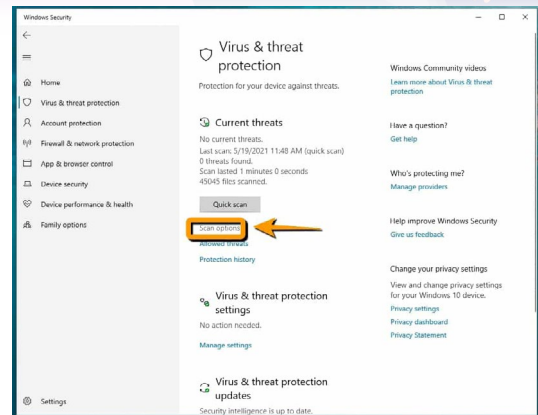 Windows Security
Home
Virus & threat protection
Account protection
Firewall & network protection
App & browser control
Device security
Device performance & health
Family options
Settings
Virus & threat
protection
Protection for your device against threats.
Current threats
No current threats.
Last scan: 5/19/2021 11:48 AM (quick scan)
0 threats found.
Scan lasted 1 minutes 0 seconds
45045 files scanned.
Quick scan
Scan options
Allowed threats
Protection history
Virus & threat protection
settings
No action needed.
Manage settings
Virus & threat protection
updates
Security intelligence is up to date.
Windows Community videos
Learn more about Virus & threat
protection
Have a question?
Get help
Who's protecting me?
Manage providers
Help improve Windows Security
Give us feedback
Change your privacy settings
View and change privacy settings
for your Windows 10 device.
Privacy settings
Privacy dashboard
Privacy Statement